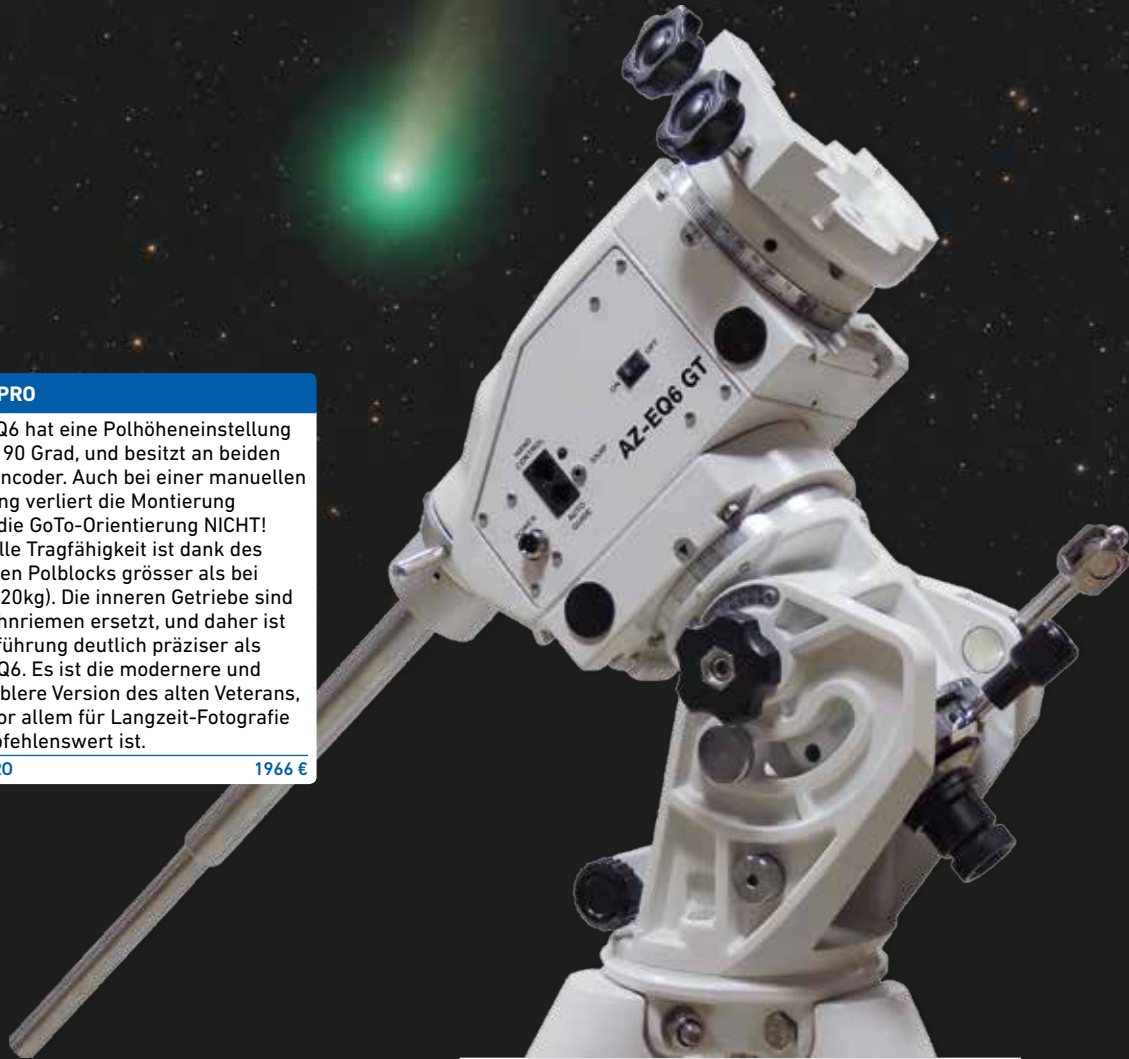 PRO
Q6 hat eine Polhöheneinstellung
90 Grad, und besitzt an beiden
ncoder. Auch bei einer manuellen
ng verliert die Montierung
die GoTo-Orientierung NICHT!
lle Tragfähigkeit ist dank des
en Polblocks grösser als bei
20kg). Die inneren Getriebe sind
hnriemen ersetzt, und daher ist
führung deutlich präziser als
Q6. Es ist die modernere und
blere Version des alten Veterans,
or allem für Langzeit-Fotografie
pfehlenswert ist.
RO 1966 €
ON OFF
AZ-EQ6 GT
HAND CONTROL
SNAP
AUTO GUIDE
POWER